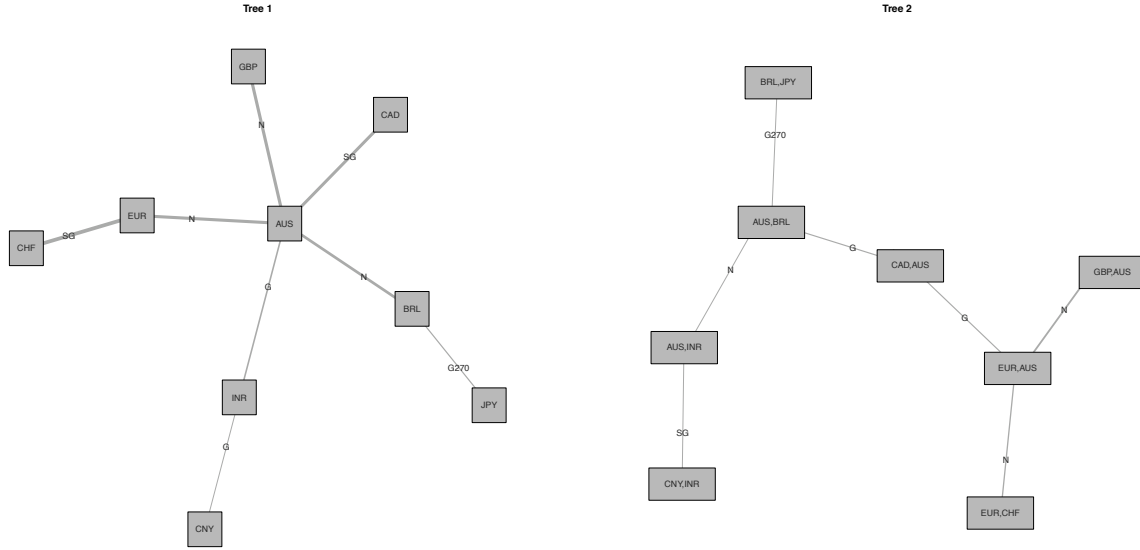 Tree 1
GBP
CAD
N
SG
EUR
N
AUS
CHF
SG
G
N
BRL
G270
INR
JPY
G
CNY
Tree 2
BRL,JPY
G270
AUS,BRL
G
CAD,AUS
GBP,AUS
N
G
N
AUS,INR
EUR,AUS
SG
N
CNY,INR
EUR,CHF